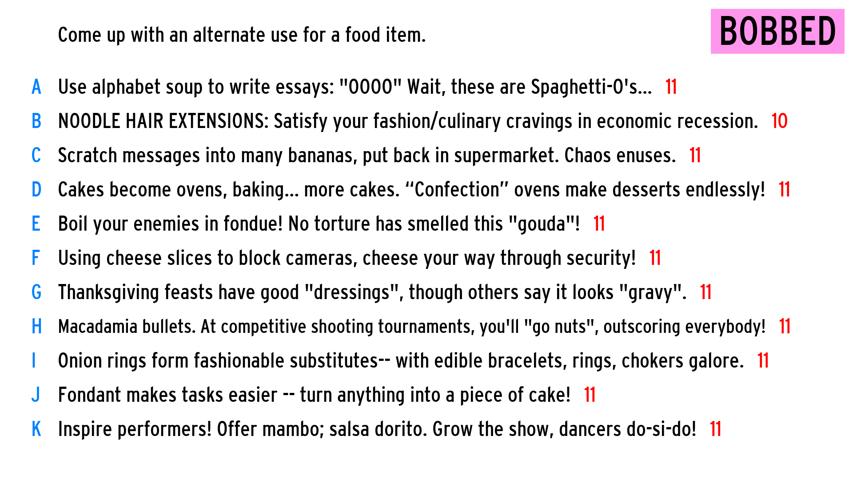 Come up with an alternate use for a food item.
BOBBED
A Use alphabet soup to write essays: "OOOO" Wait, these are Spaghetti-O's... 11
B NOODLE HAIR EXTENSIONS: Satisfy your fashion/culinary cravings in economic recession. 10
C Scratch messages into many bananas, put back in supermarket. Chaos enuses. 11
D Cakes become ovens, baking... more cakes. “Confection” ovens make desserts endlessly! 11
E Boil your enemies in fondue! No torture has smelled this "gouda"! 11
F Using cheese slices to block cameras, cheese your way through security! 11
G Thanksgiving feasts have good "dressings", though others say it looks "gravy". 11
H Macadamia bullets. At competitive shooting tournaments, you'll "go nuts", outscoring everybody! 11
I Onion rings form fashionable substitutes-- with edible bracelets, rings, chokers galore. 11
J Fondant makes tasks easier -- turn anything into a piece of cake! 11
K Inspire performers! Offer mambo; salsa dorito. Grow the show, dancers do-si-do! 11